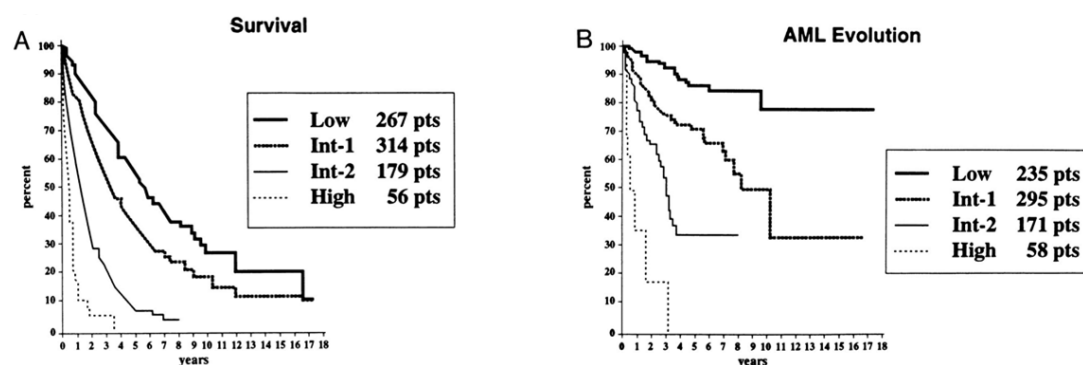 A
Survival
percent
100
90
80
70
60
50
40
30
20
10
0
Low 267 pts
Int-1 314 pts
Int-2 179 pts
High 56 pts
0 1 2 3 4 5 6 7 8 9 10 11 12 13 14 15 16 17 18
years
B
AML Evolution
percent
100
90
80
70
60
50
40
30
20
10
0
Low 235 pts
Int-1 295 pts
Int-2 171 pts
High 58 pts
0 1 2 3 4 5 6 7 8 9 10 11 12 13 14 15 16 17 18
years